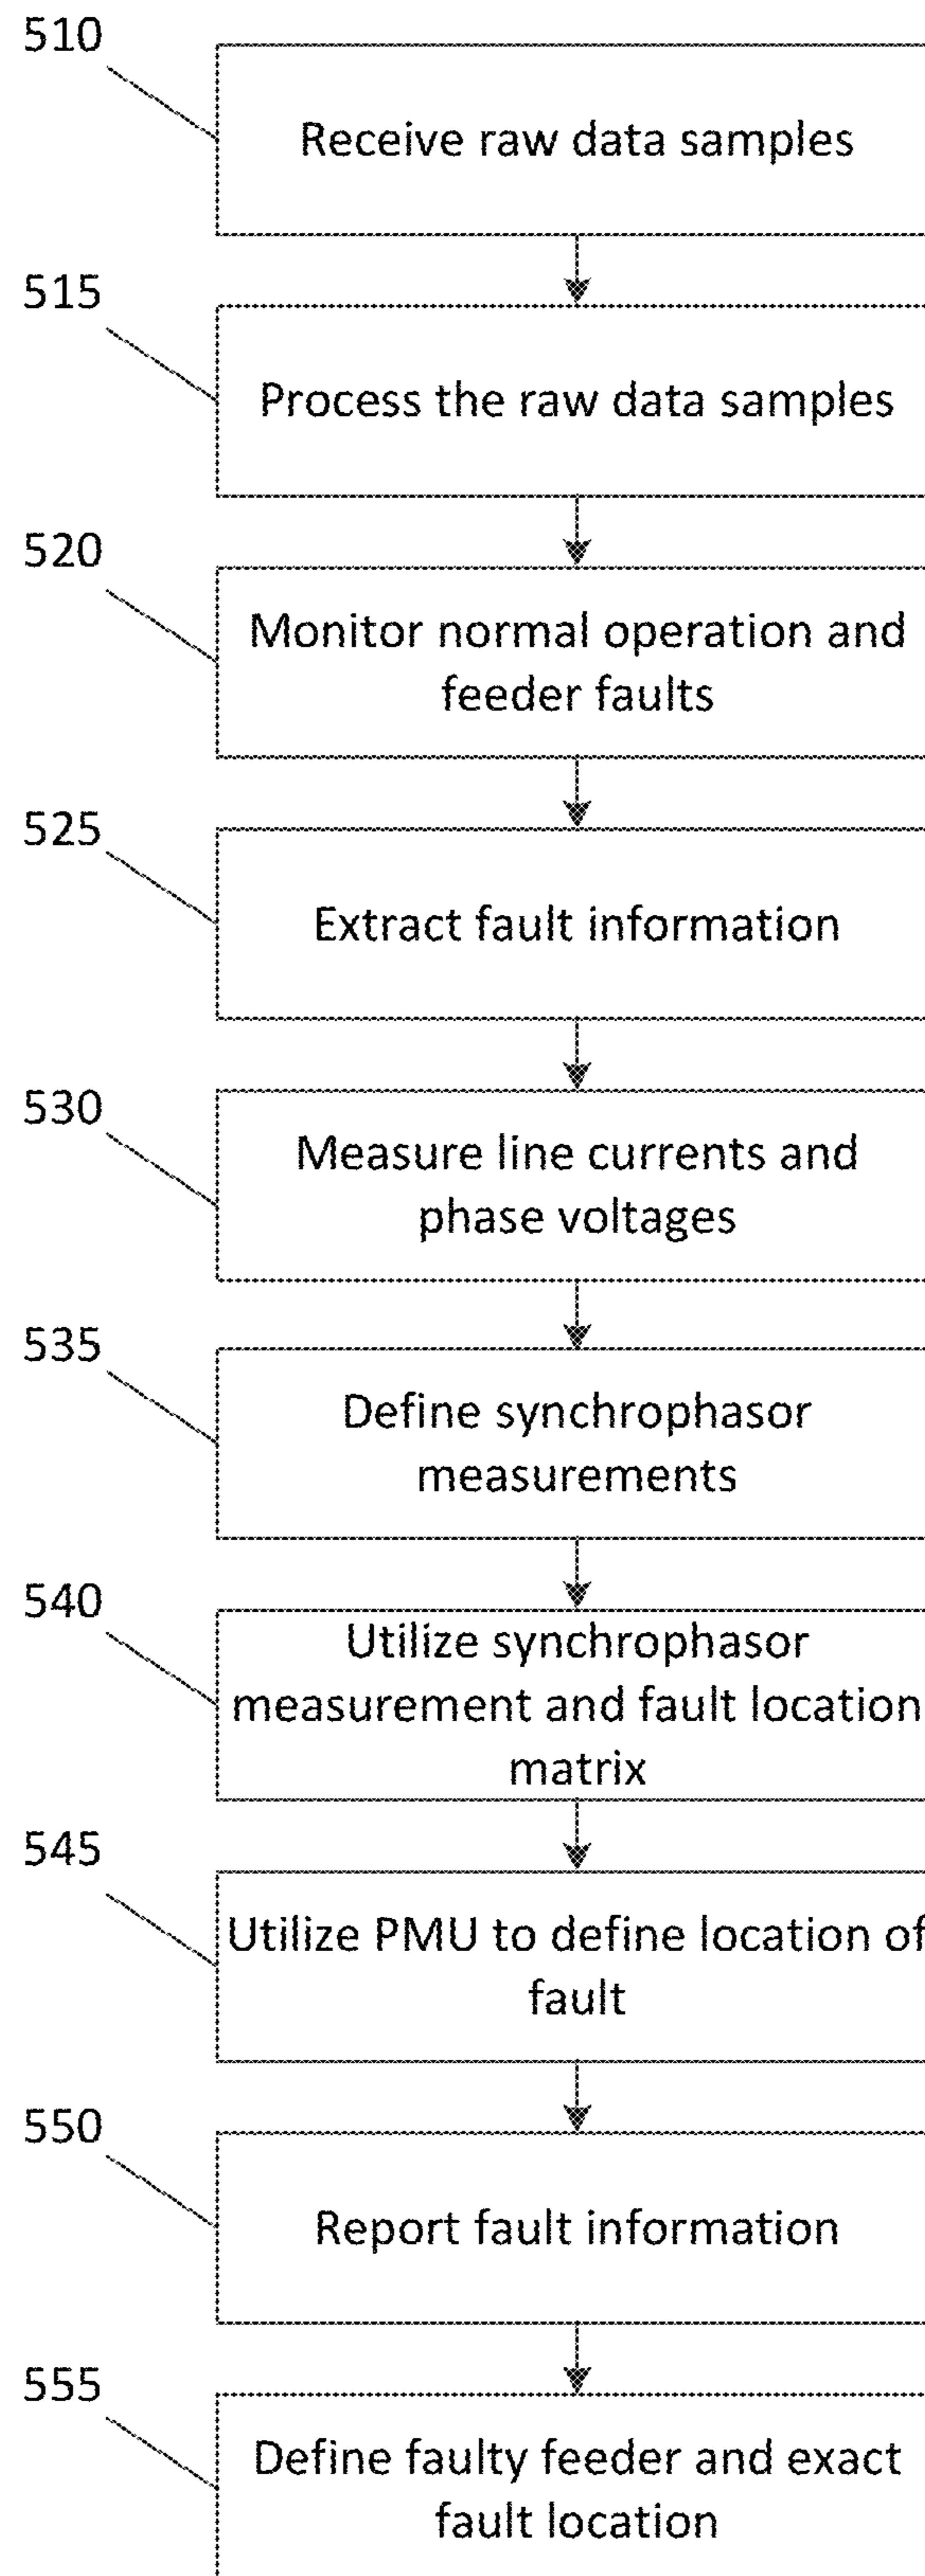 510
Receive raw data samples
515
Process the raw data samples
520
Monitor normal operation and
feeder faults
525
Extract fault information
530
Measure line currents and
phase voltages
535
Define synchrophasor
measurements
540
Utilize synchrophasor
measurement and fault location
matrix
545
Utilize PMU to define location of
fault
550
Report fault information
555
Define faulty feeder and exact
fault location